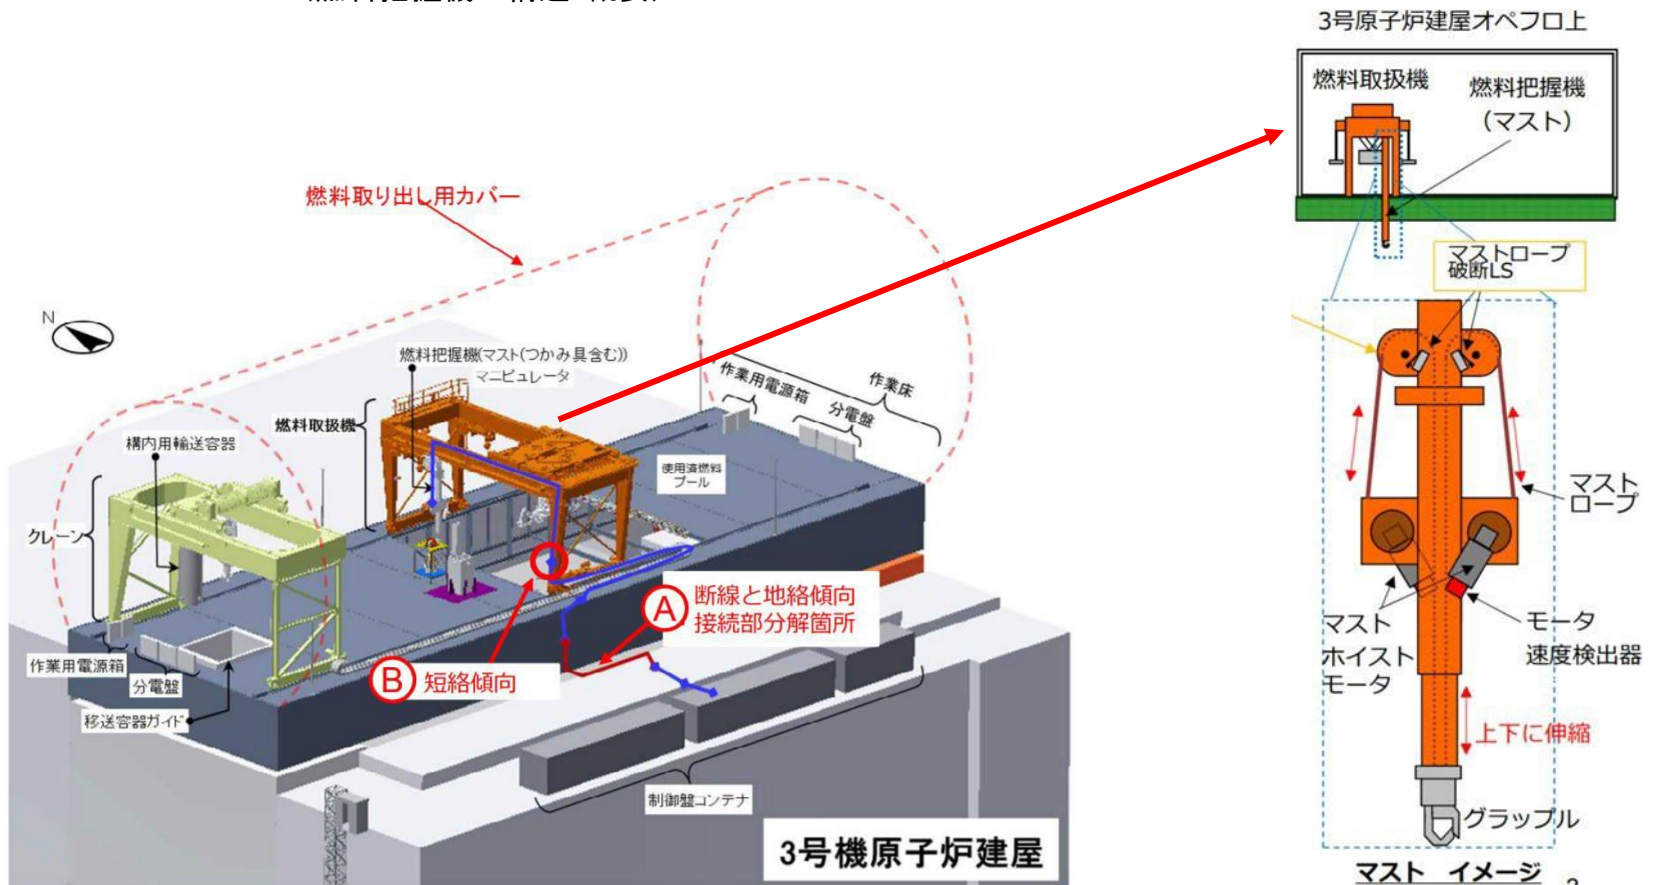 3号原子炉建屋オペフロ上
燃料取扱機
燃料把握機
（マスト）
マストロープ
破断LS
燃料取り出し用カバー
N
燃料把握機(マスト(つかみ具含む))
マニピュレータ
作業床
作業用電源箱
分電盤
燃料取扱機
構内用輸送容器
使用済燃料
プール
クレーン
A
断線と地絡傾向
接続部分解箇所
B
短絡傾向
作業用電源箱
分電盤
移送容器ガイド
制御盤コンテナ
3号機原子炉建屋
マスト
ロープ
マスト
ホイスト
モータ
モータ
速度検出器
上下に伸縮
グラップル
マスト イメージ